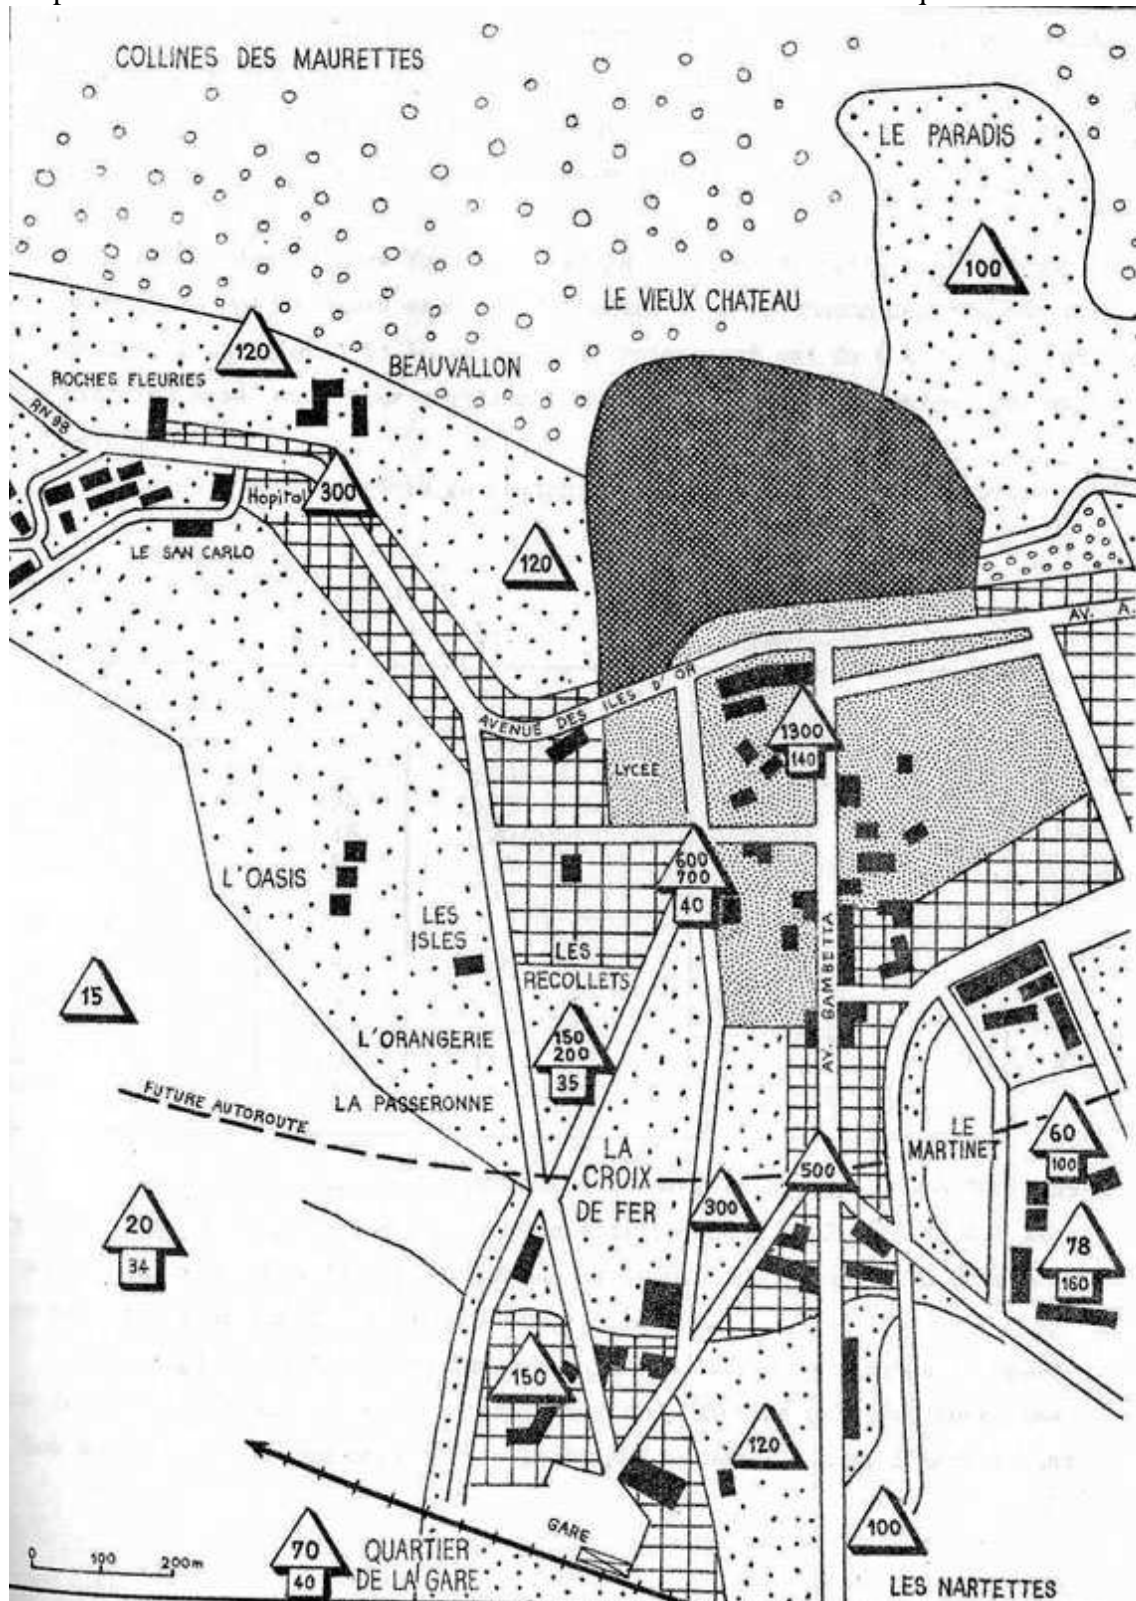 COLLINES DES MAURETTES
LE PARADIS
100
LE VIEUX CHATEAU
120
BEAUVALLON
ROCHES FLEURIES
RN 98
Hopital
300
LE SAN CARLO
120
AV. A.
AVENUE DES ILES D'OR
1300
140
LYCEE
600
700
40
L'OASIS
LES
ISLES
LES
RECOLLETS
AV. GAMBETTA
15
L'ORANGERIE
150
200
35
LA PASSERONNE
FUTURE AUTOROUTE
LE
MARTINET
60
100
LA
CROIX
DE FER
500
300
20
34
78
160
150
120
100
GARE
0 100 200m
70
40
QUARTIER
DE LA GARE
LES NARTETTES